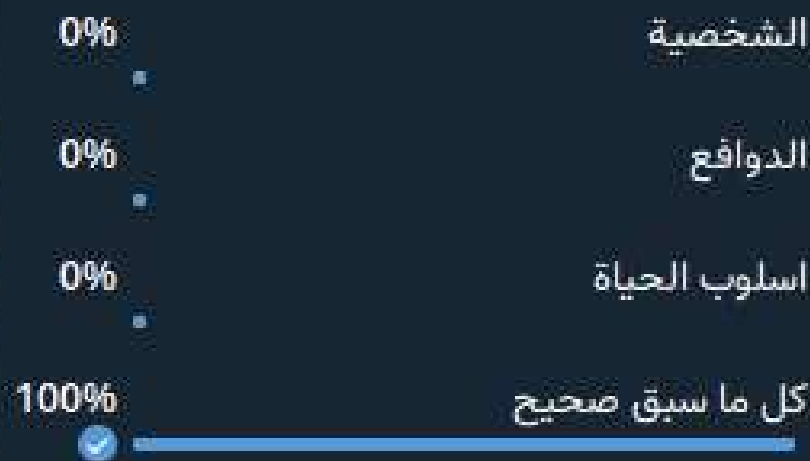 الشخصية 0%
الدوافع 0%
اسلوب الحياة 0%
كل ما سبق صحيح 100%